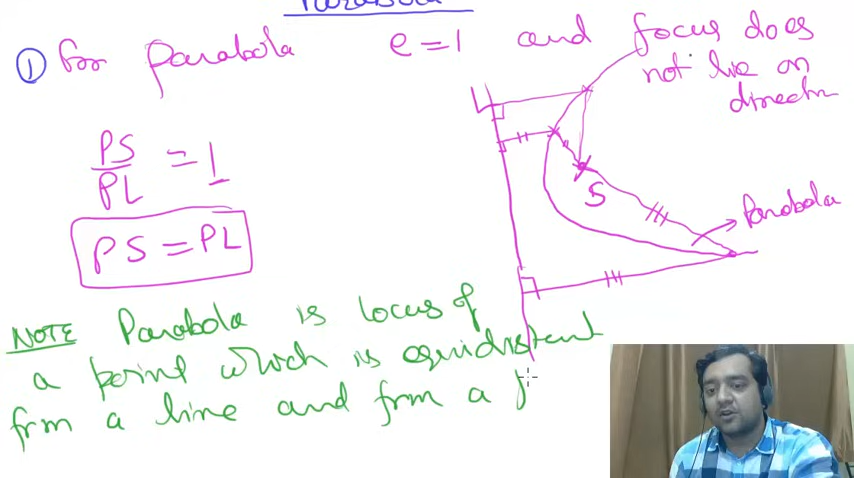 Parabola
① For parabola e = 1 and focus does
not lie on
directr
PS/PL = 1
PS = PL
L
S
Parabola
NOTE Parabola is locus of
a point which is equidistant
from a line and from a